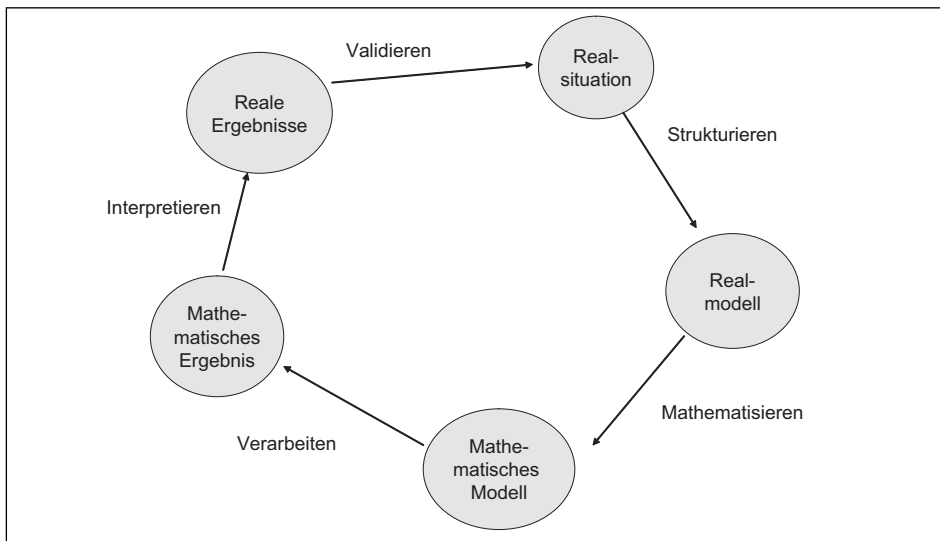 Validieren
Real-
situation
Reale
Ergebnisse
Strukturieren
Interpretieren
Real-
modell
Mathe-
matisches
Ergebnis
Mathematisieren
Verarbeiten
Mathe-
matisches
Modell